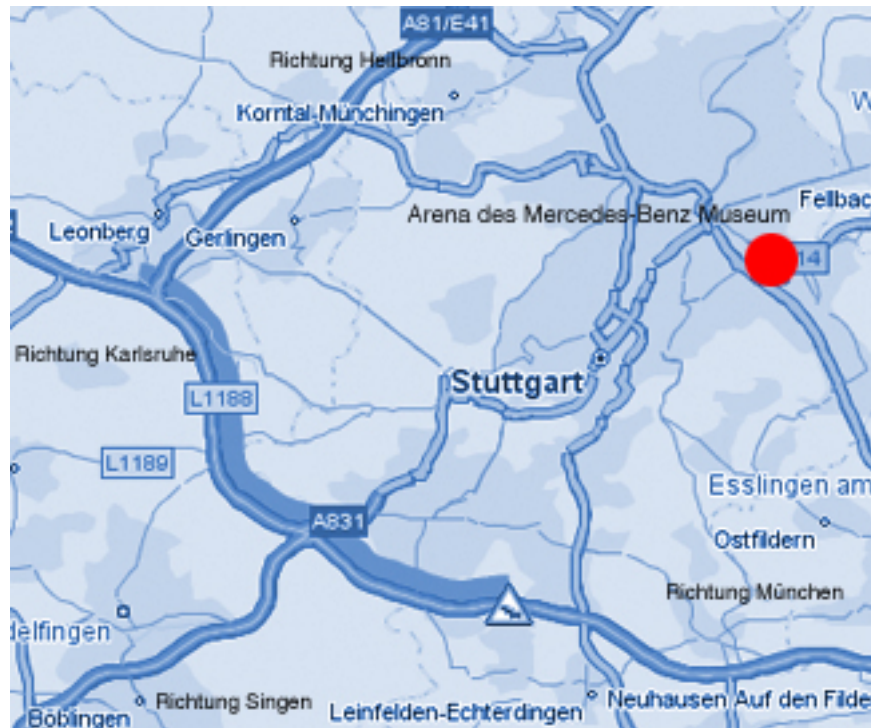 A81/E41
Richtung Heilbronn
Korntal-Münchingen
W
Arena des Mercedes-Benz Museum
Fellbac
Leonberg
Gerlingen
14
Richtung Karlsruhe
Stuttgart
L1188
L1189
Esslingen am
A831
Ostfildern
Richtung München
delfingen
Richtung Singen
Neuhausen Auf den Filde
Böblingen
Leinfelden-Echterdingen